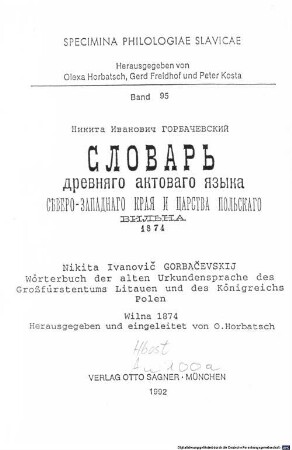 SPECIMINA PHILOLOGIAE SLAVICAE
Herausgegeben von
Olexa Horbatsch, Gerd Freidhof und Peter Kosta
Band 95
Никита Иванович ГОРБАЧЕВСКИЙ
СЛОВАРЬ
древняго актоваго языка
СѢВЕРО-ЗАПАДНАГО КРАЯ И ЦАРСТВА ПОЛЬСКАГО
ВИЛЬНА
1874
Nikita Ivanovič GORBAČEVSKIJ
Wörterbuch der alten Urkundensprache des
Großfürstentums Litauen und des Königreichs
Polen
Wilna 1874
Herausgegeben und eingeleitet von O.Horbatsch
VERLAG OTTO SAGNER · MÜNCHEN
1992